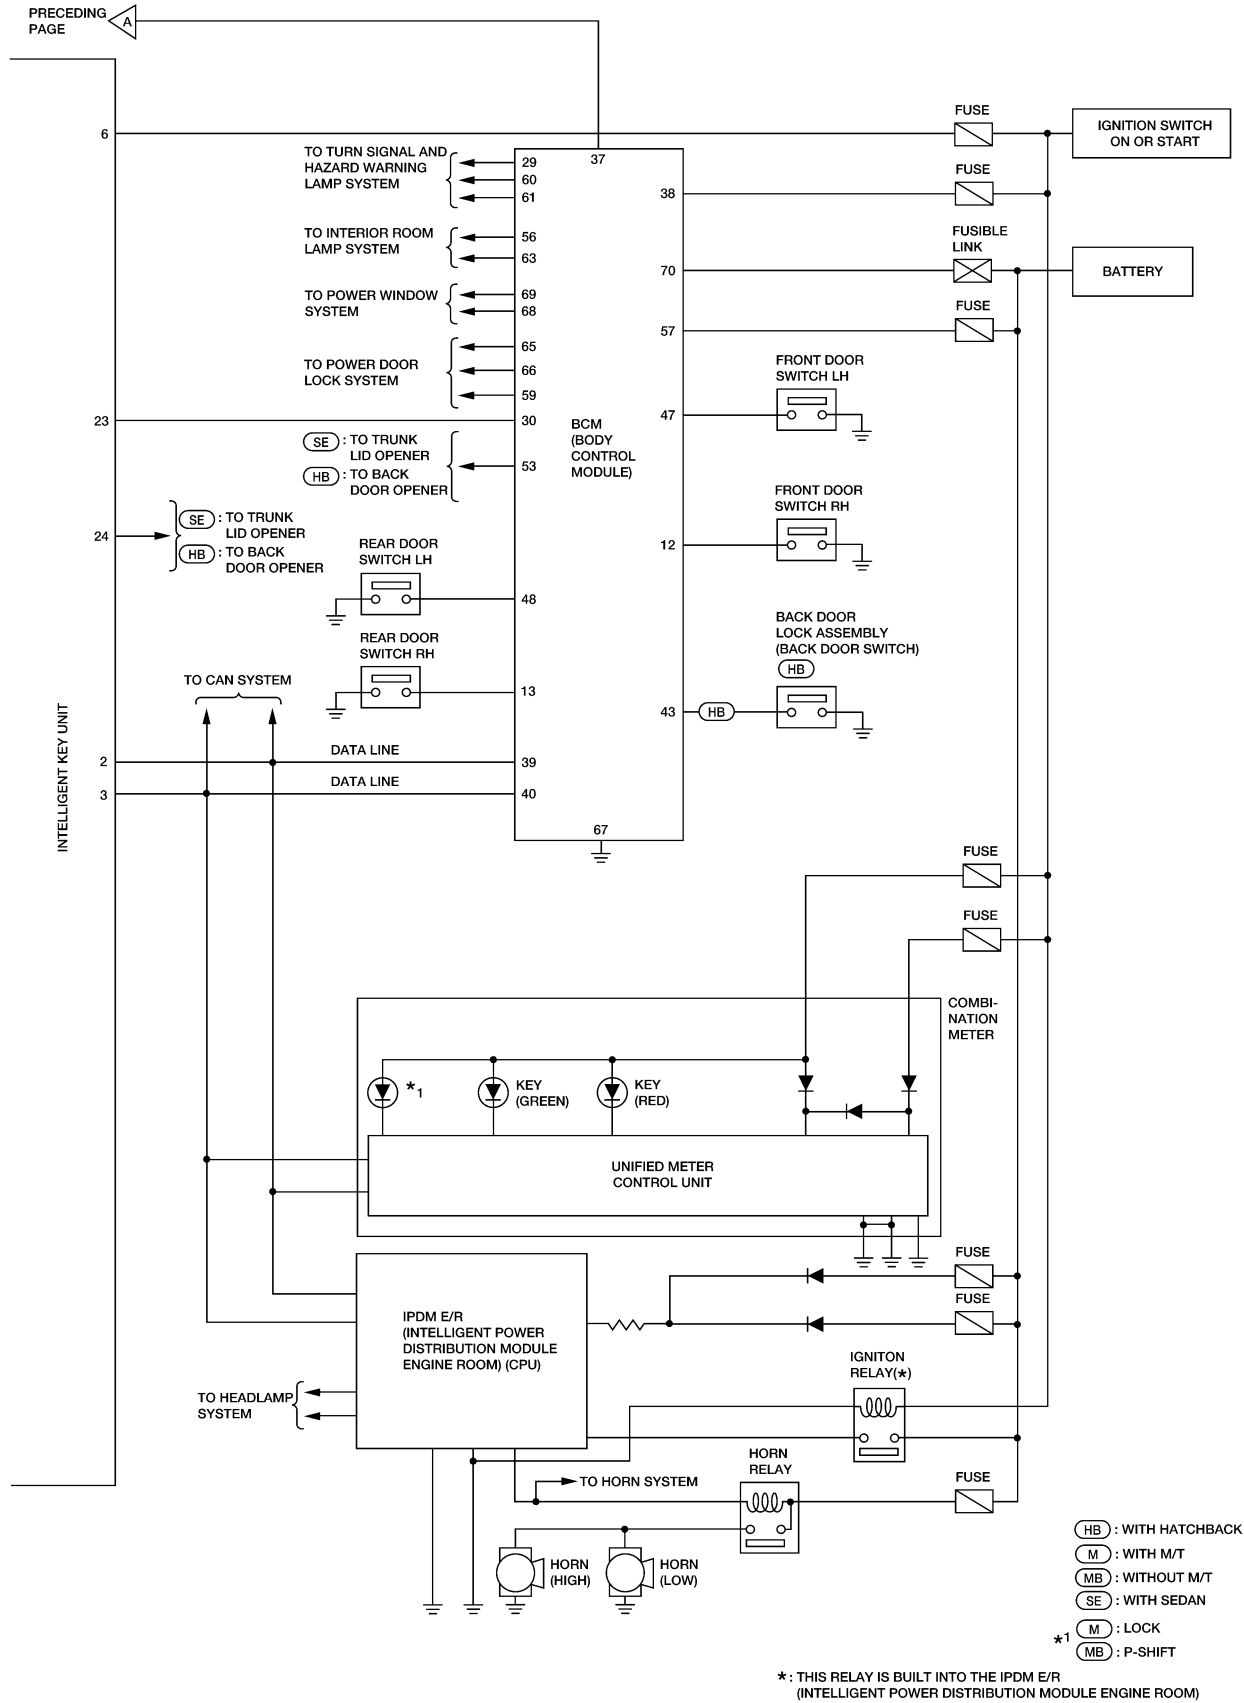 PRECEDING
PAGE
A
FUSE
IGNITION SWITCH
ON OR START
6
TO TURN SIGNAL AND
HAZARD WARNING
LAMP SYSTEM
29
60
61
37
FUSE
38
TO INTERIOR ROOM
LAMP SYSTEM
56
63
FUSIBLE
LINK
70
BATTERY
TO POWER WINDOW
SYSTEM
69
68
FUSE
57
TO POWER DOOR
LOCK SYSTEM
65
66
59
FRONT DOOR
SWITCH LH
47
23
30
BCM
(BODY
CONTROL
MODULE)
SE : TO TRUNK
LID OPENER
HB : TO BACK
DOOR OPENER
53
24
SE : TO TRUNK
LID OPENER
HB : TO BACK
DOOR OPENER
FRONT DOOR
SWITCH RH
12
REAR DOOR
SWITCH LH
48
REAR DOOR
SWITCH RH
13
BACK DOOR
LOCK ASSEMBLY
(BACK DOOR SWITCH)
HB
43
HB
TO CAN SYSTEM
INTELLIGENT KEY UNIT
2
DATA LINE
39
3
DATA LINE
40
67
FUSE
FUSE
COMBI-
NATION
METER
*1
KEY
(GREEN)
KEY
(RED)
UNIFIED METER
CONTROL UNIT
FUSE
FUSE
IPDM E/R
(INTELLIGENT POWER
DISTRIBUTION MODULE
ENGINE ROOM) (CPU)
IGNITON
RELAY(*)
TO HEADLAMP
SYSTEM
HORN
RELAY
TO HORN SYSTEM
FUSE
HORN
(HIGH)
HORN
(LOW)
HB : WITH HATCHBACK
M : WITH M/T
MB : WITHOUT M/T
SE : WITH SEDAN
*1 M : LOCK
MB : P-SHIFT
* : THIS RELAY IS BUILT INTO THE IPDM E/R
(INTELLIGENT POWER DISTRIBUTION MODULE ENGINE ROOM)